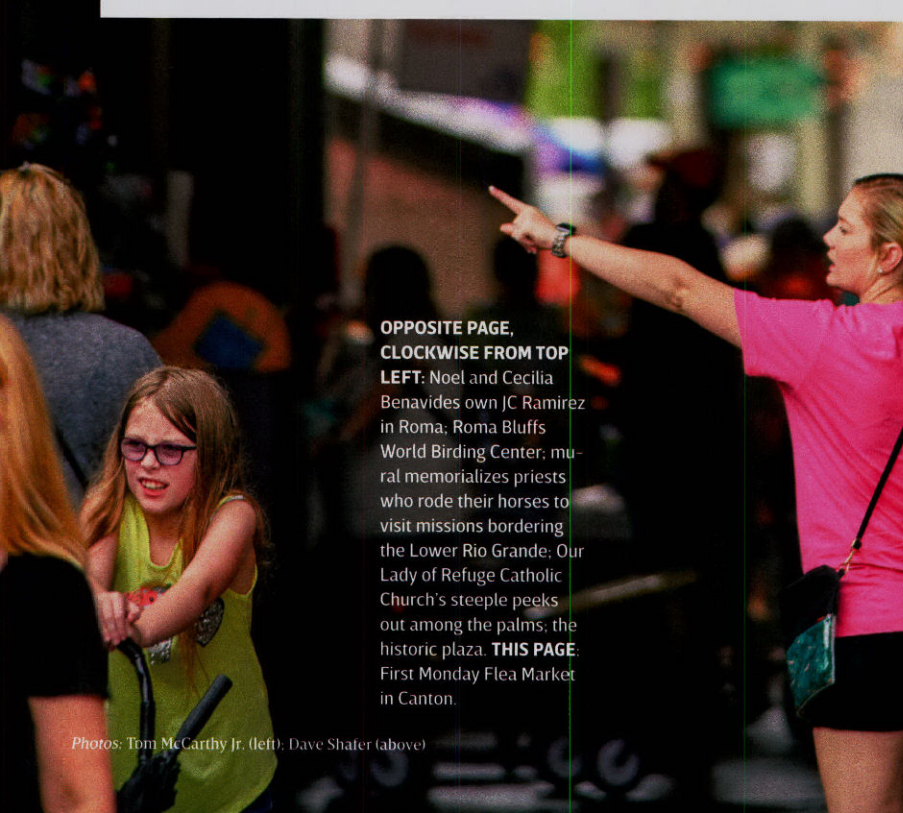 OPPOSITE PAGE,
CLOCKWISE FROM TOP
LEFT: Noel and Cecilia
Benavides own JC Ramirez
in Roma; Roma Bluffs
World Birding Center; mu-
ral memorializes priests
who rode their horses to
visit missions bordering
the Lower Rio Grande; Our
Lady of Refuge Catholic
Church's steeple peeks
out among the palms; the
historic plaza. THIS PAGE:
First Monday Flea Market
in Canton.
Photos: Tom McCarthy Jr. (left); Dave Shafer (above)